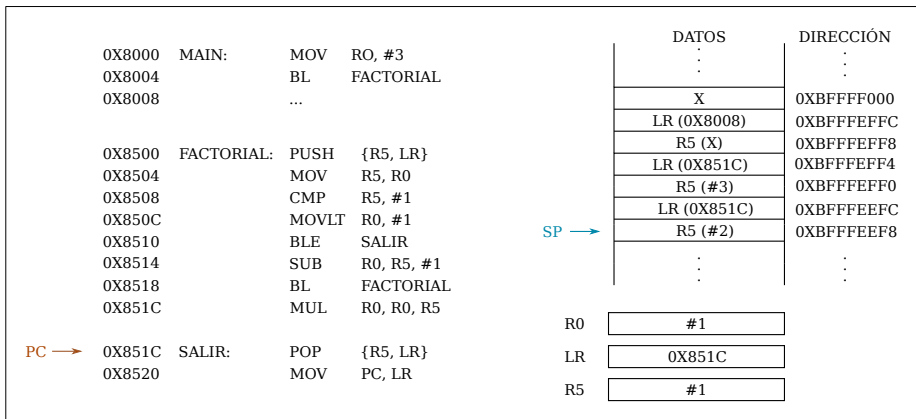 0X8000 MAIN: MOV RO, #3
0X8004 BL FACTORIAL
0X8008 ...
0X8500 FACTORIAL: PUSH {R5, LR}
0X8504 MOV R5, R0
0X8508 CMP R5, #1
0X850C MOVLT R0, #1
0X8510 BLE SALIR
0X8514 SUB R0, R5, #1
0X8518 BL FACTORIAL
0X851C MUL R0, R0, R5
PC 0X851C SALIR: POP {R5, LR}
0X8520 MOV PC, LR
DATOS DIRECCIÓN
X 0XBFFFF000
LR (0X8008) 0XBFFFEFFC
R5 (X) 0XBFFFEFF8
LR (0X851C) 0XBFFFEFF4
R5 (#3) 0XBFFFEFF0
LR (0X851C) 0XBFFFEEFC
SP R5 (#2) 0XBFFFEEF8
R0 #1
LR 0X851C
R5 #1